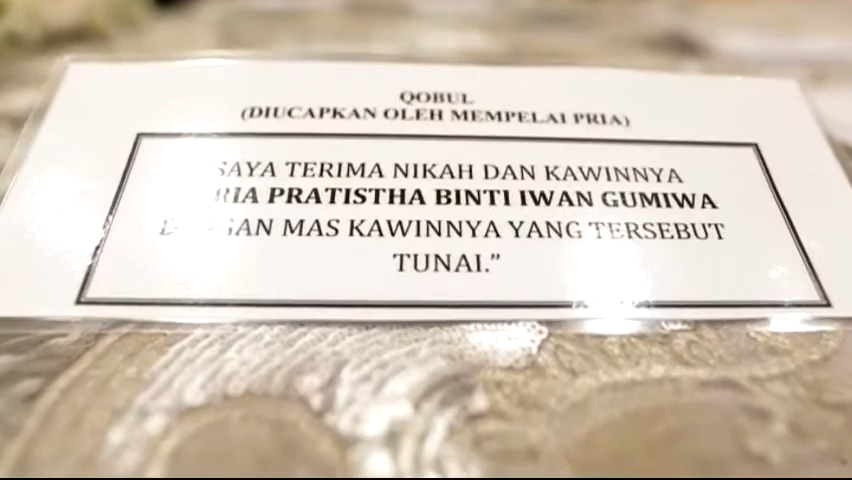 QOBUL
(DIUCAPKAN OLEH MEMPELAI PRIA)
SAYA TERIMA NIKAH DAN KAWINNYA
PRATISTHA BINTI IWAN GUMIWA
MAS KAWINNYA YANG TERSEBUT
TUNAI.”